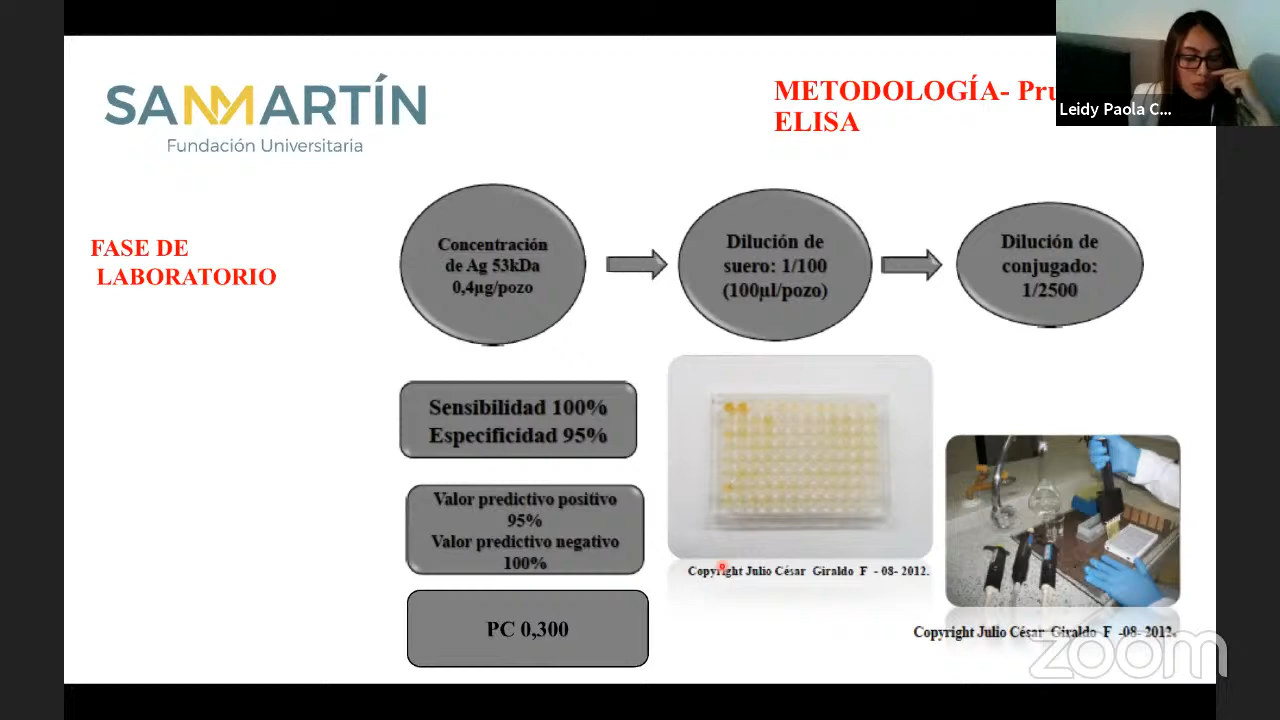 SANMARTÍN
Fundación Universitaria
METODOLOGÍA- Pru
ELISA
Leidy Paola C...
FASE DE
LABORATORIO
Concentración
de Ag 53kDa
0,4µg/pozo
Dilución de
suero: 1/100
(100µl/pozo)
Dilución de
conjugado:
1/2500
Sensibilidad 100%
Especificidad 95%
Valor predictivo positivo
95%
Valor predictivo negativo
100%
PC 0,300
Copyright Julio César Giraldo F - 08- 2012.
Copyright Julio César Giraldo F -08- 2012.
zoom